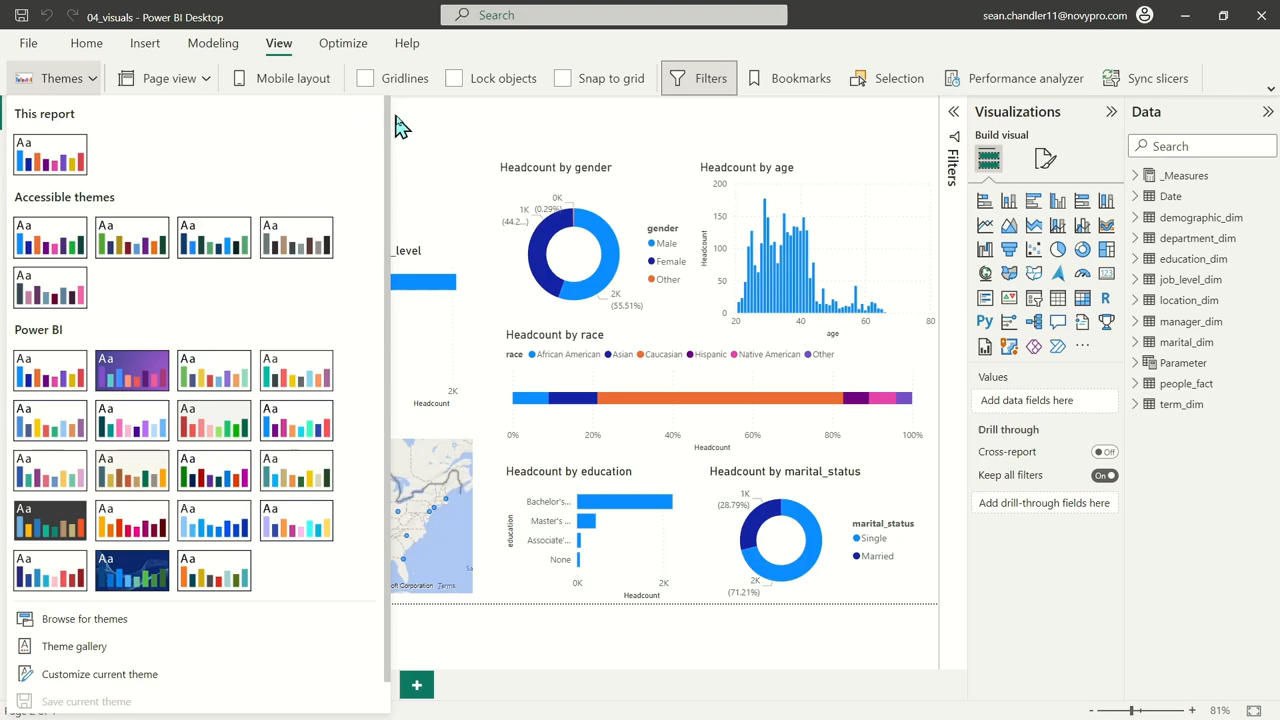 04_visuals - Power BI Desktop
Search
sean.chandler11@novypro.com
File Home Insert Modeling View Optimize Help
Themes Page view Mobile layout Gridlines Lock objects Snap to grid Filters Bookmarks Selection Performance analyzer Sync slicers
This report
Aa
Accessible themes
Aa Aa Aa Aa
Aa
Power BI
Aa Aa Aa Aa
Aa Aa Aa Aa
Aa Aa Aa Aa
Aa Aa Aa Aa
Aa Aa Aa
Browse for themes
Theme gallery
Customize current theme
Save current theme
_level
2K
Headcount
oft Corporation Terms
Headcount by gender
0K
(0.29%)
1K
(44.2...)
2K
(55.51%)
gender
Male
Female
Other
Headcount by age
200
150
100
50
0
Headcount
20 40 60 80
age
Headcount by race
race African American Asian Caucasian Hispanic Native American Other
0% 20% 40% 60% 80% 100%
Headcount
Headcount by education
education
Bachelor's...
Master's ...
Associate'...
None
0K 2K
Headcount
Headcount by marital_status
1K
(28.79%)
2K
(71.21%)
marital_status
Single
Married
Filters
Visualizations
Build visual
123
R
Py
Values
Add data fields here
Drill through
Cross-report Off
Keep all filters On
Add drill-through fields here
Data
Search
_Measures
Date
demographic_dim
department_dim
education_dim
job_level_dim
location_dim
manager_dim
marital_dim
Parameter
people_fact
term_dim
81%